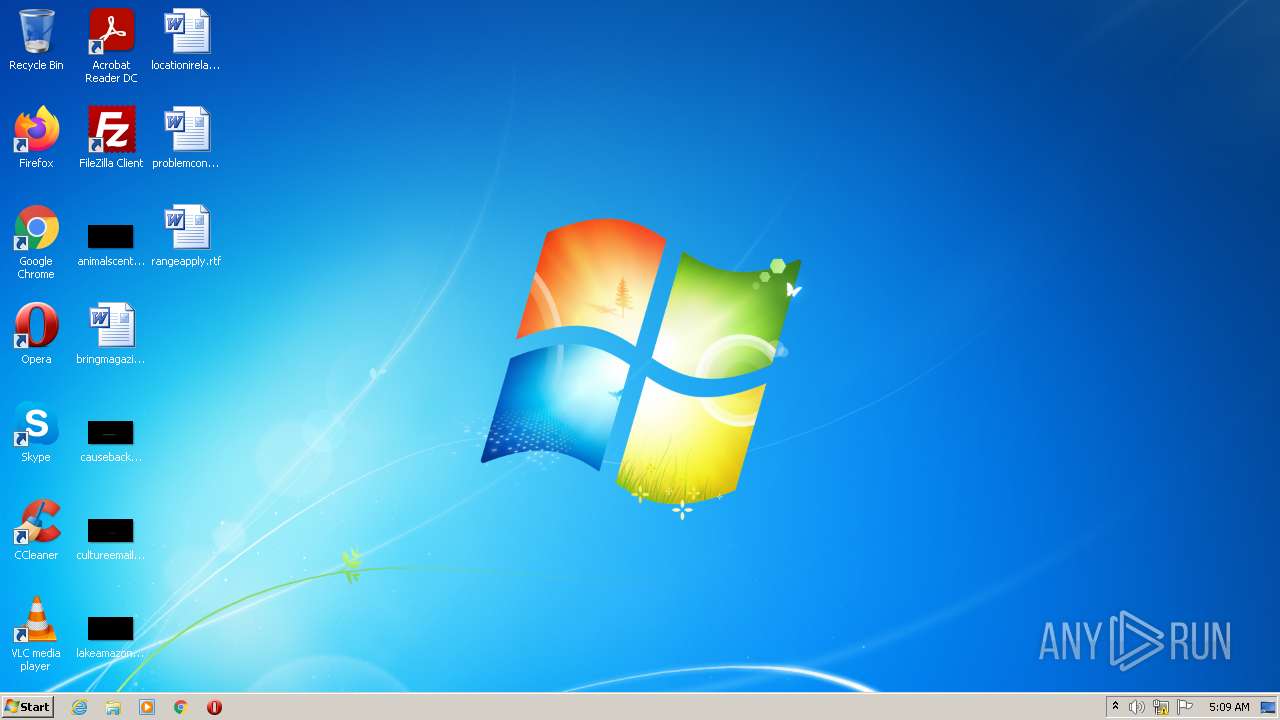 Recycle Bin
Acrobat
Reader DC
locationirela...
Firefox
FileZilla Client
problemcon...
Google
Chrome
animalscent...
rangeapply.rtf
Opera
bringmagazi...
Skype
causeback...
CCleaner
cultureemail...
VLC media
player
lakeamazon...
ANY RUN
Start
5:09 AM